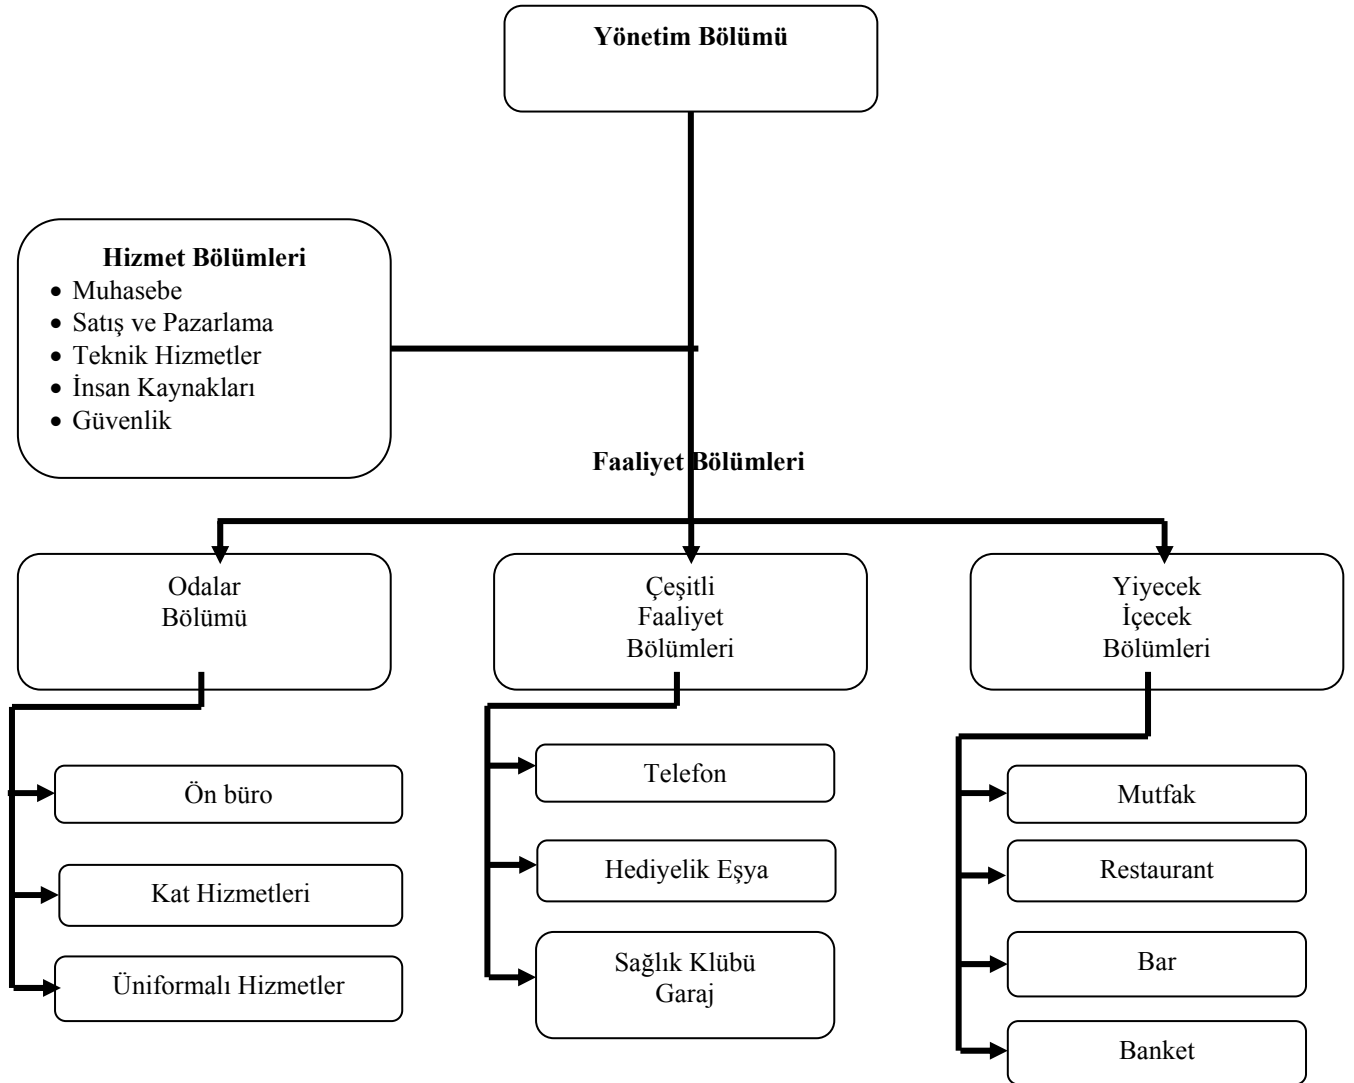 Yönetim Bölümü
Hizmet Bölümleri
• Muhasebe
• Satış ve Pazarlama
• Teknik Hizmetler
• İnsan Kaynakları
• Güvenlik
Faaliyet Bölümleri
Odalar
Bölümü
Ön büro
Kat Hizmetleri
Üniformalı Hizmetler
Çeşitli
Faaliyet
Bölümleri
Telefon
Hediyelik Eşya
Sağlık Klübü
Garaj
Yiyecek
İçecek
Bölümleri
Mutfak
Restaurant
Bar
Banket